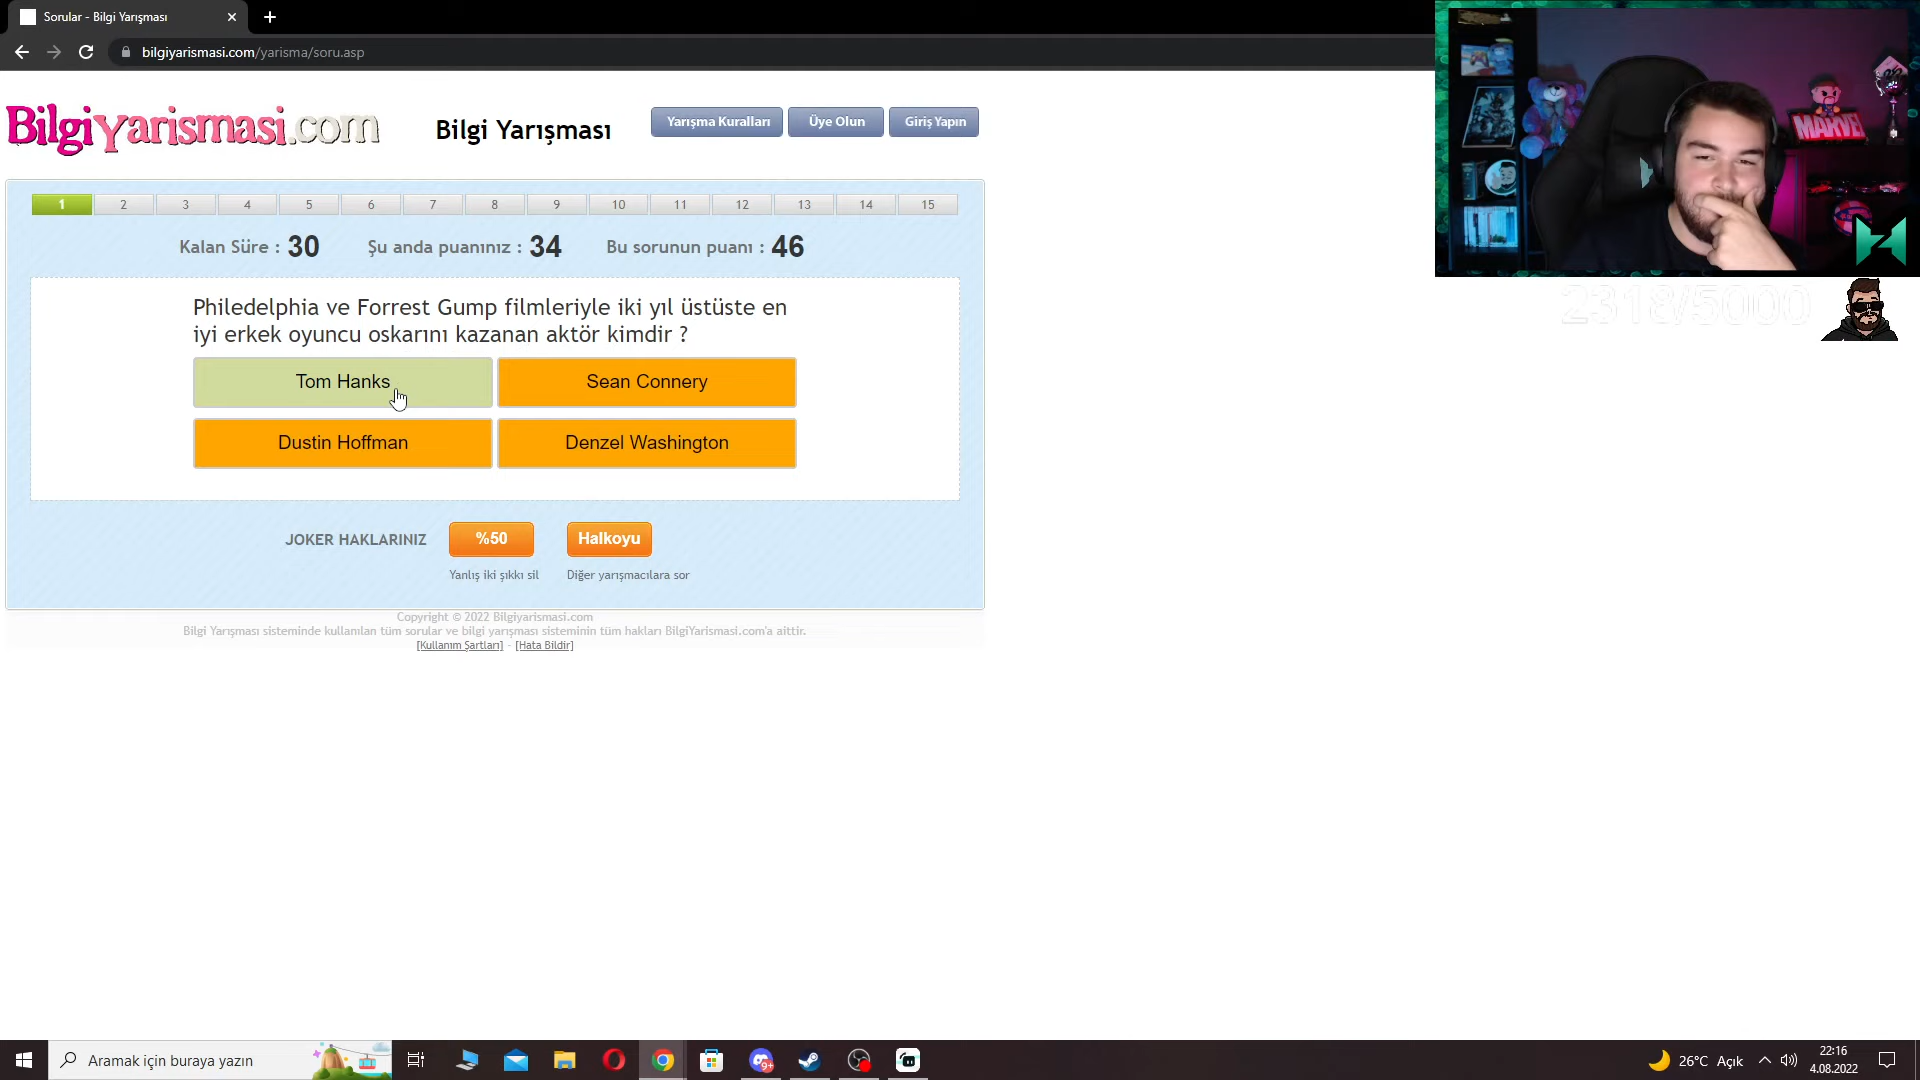 Sorular - Bilgi Yarışması
bilgiyarismasi.com/yarisma/soru.asp
Bilgiyarismasi.com
Bilgi Yarışması
Yarışma Kuralları
Üye Olun
Giriş Yapın
1 2 3 4 5 6 7 8 9 10 11 12 13 14 15
Kalan Süre : 30 Şu anda puanınız : 34 Bu sorunun puanı : 46
Philedelphia ve Forrest Gump filmleriyle iki yıl üstüste en
iyi erkek oyuncu oskarını kazanan aktör kimdir ?
Tom Hanks
Sean Connery
Dustin Hoffman
Denzel Washington
JOKER HAKLARINIZ
%50
Halkoyu
Yanlış iki şıkkı sil
Diğer yarışmacılara sor
Copyright © 2022 Bilgiyarismasi.com
Bilgi Yarışması sisteminde kullanılan tüm sorular ve bilgi yarışması sisteminin tüm hakları BilgiYarismasi.com'a aittir.
[Kullanım Şartları] - [Hata Bildir]
MARVEL
2318/5000
Aramak için buraya yazın
9+
26°C Açık
22:16
4.08.2022